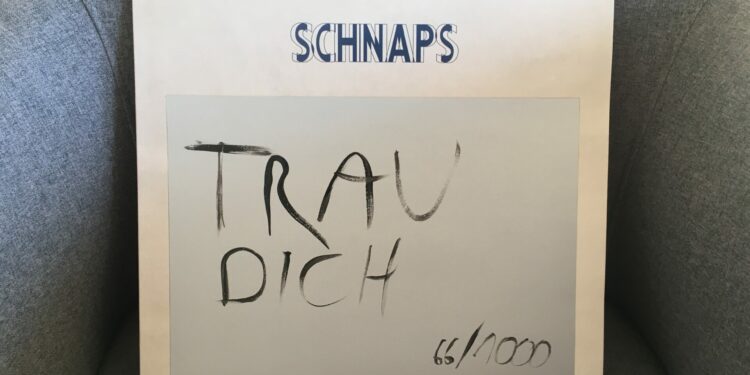 SCHNAPS
TRAU
DICH
66/1000